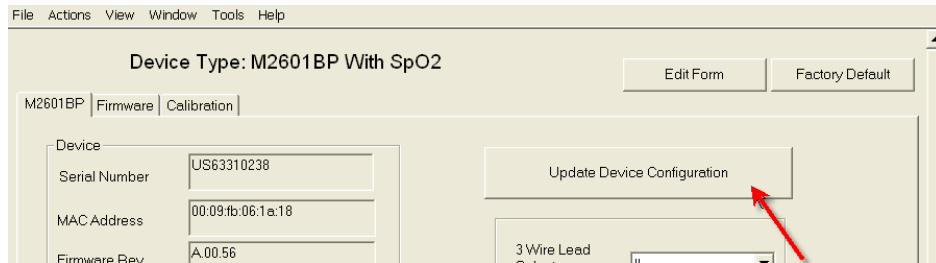 File Actions View Window Tools Help
Device Type: M2601BP With SpO2
Edit Form Factory Default
M2601BP Firmware Calibration
Device
Serial Number US63310238
Update Device Configuration
MAC Address 00:09:fb:06:1a:18
Firmware Rev A.00.56
3 Wire Lead